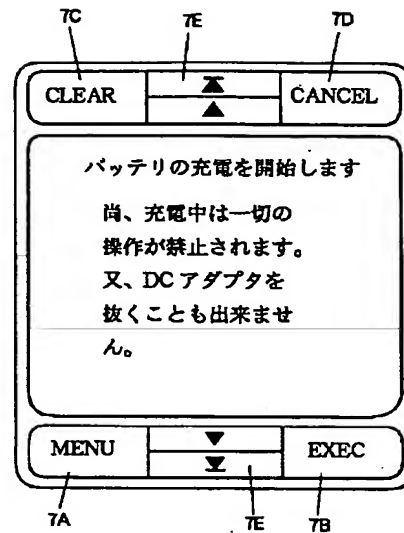 7C 7E 7D
CLEAR CANCEL
バッテリの充電を開始します
尚、充電中は一切の
操作が禁止されます。
又、DCアダプタを
抜くことも出来ませ
ん。
MENU EXEC
7A 7E 7B